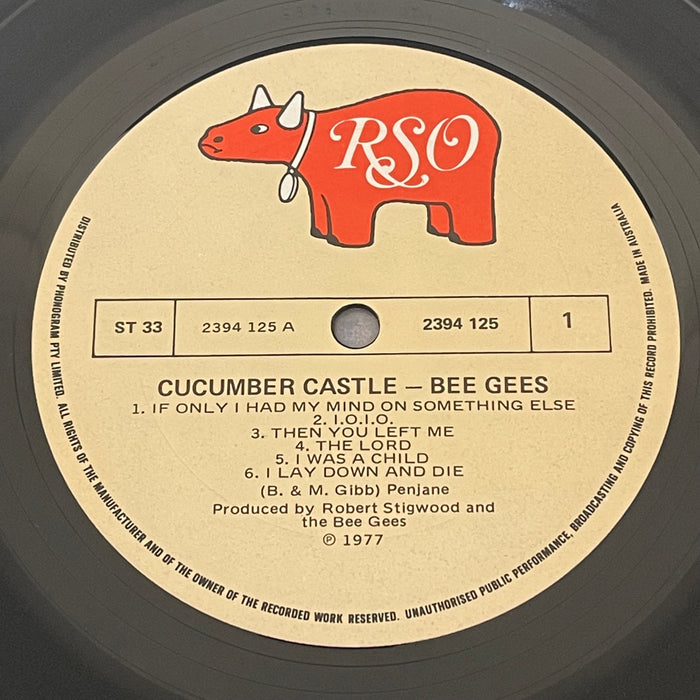 RSO
ST 33
2394 125 A
2394 125
1
CUCUMBER CASTLE – BEE GEES
1. IF ONLY I HAD MY MIND ON SOMETHING ELSE
2. I.O.I.O.
3. THEN YOU LEFT ME
4. THE LORD
5. I WAS A CHILD
6. I LAY DOWN AND DIE
(B. & M. Gibb) Penjane
Produced by Robert Stigwood and
the Bee Gees
℗ 1977
DISTRIBUTED BY PHONOGRAM PTY LIMITED. ALL RIGHTS OF THE MANUFACTURER AND OF THE OWNER OF THE RECORDED WORK RESERVED. UNAUTHORISED PUBLIC PERFORMANCE, BROADCASTING AND COPYING OF THIS RECORD PROHIBITED. MADE IN AUSTRALIA